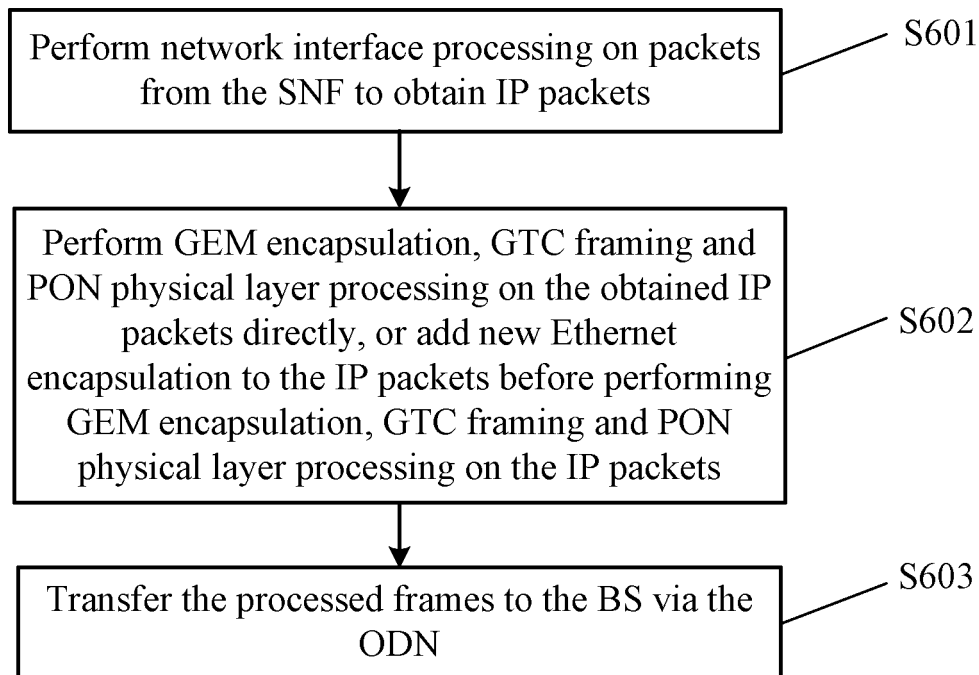 Perform network interface processing on packets
from the SNF to obtain IP packets
S601
Perform GEM encapsulation, GTC framing and
PON physical layer processing on the obtained IP
packets directly, or add new Ethernet
encapsulation to the IP packets before performing
GEM encapsulation, GTC framing and PON
physical layer processing on the IP packets
S602
Transfer the processed frames to the BS via the
ODN
S603